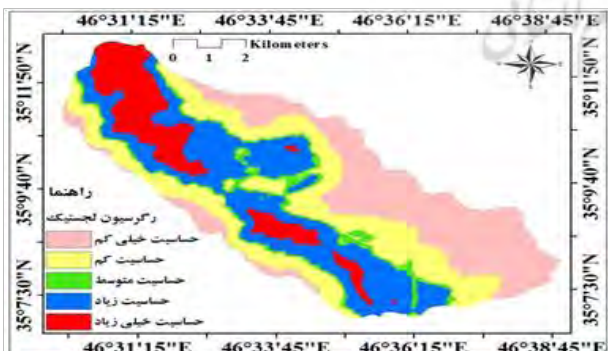 46°31'15"E 46°33'45"E 46°36'15"E 46°38'45"E
Kilometers
0 1 2
35°11'50"N
35°9'40"N
35°7'30"N
35°11'50"N
35°9'40"N
35°7'30"N
راهنما
رگرسیون لجستیک
حساسیت خیلی کم
حساسیت کم
حساسیت متوسط
حساسیت زیاد
حساسیت خیلی زیاد
46°31'15"E 46°33'45"E 46°36'15"E 46°38'45"E